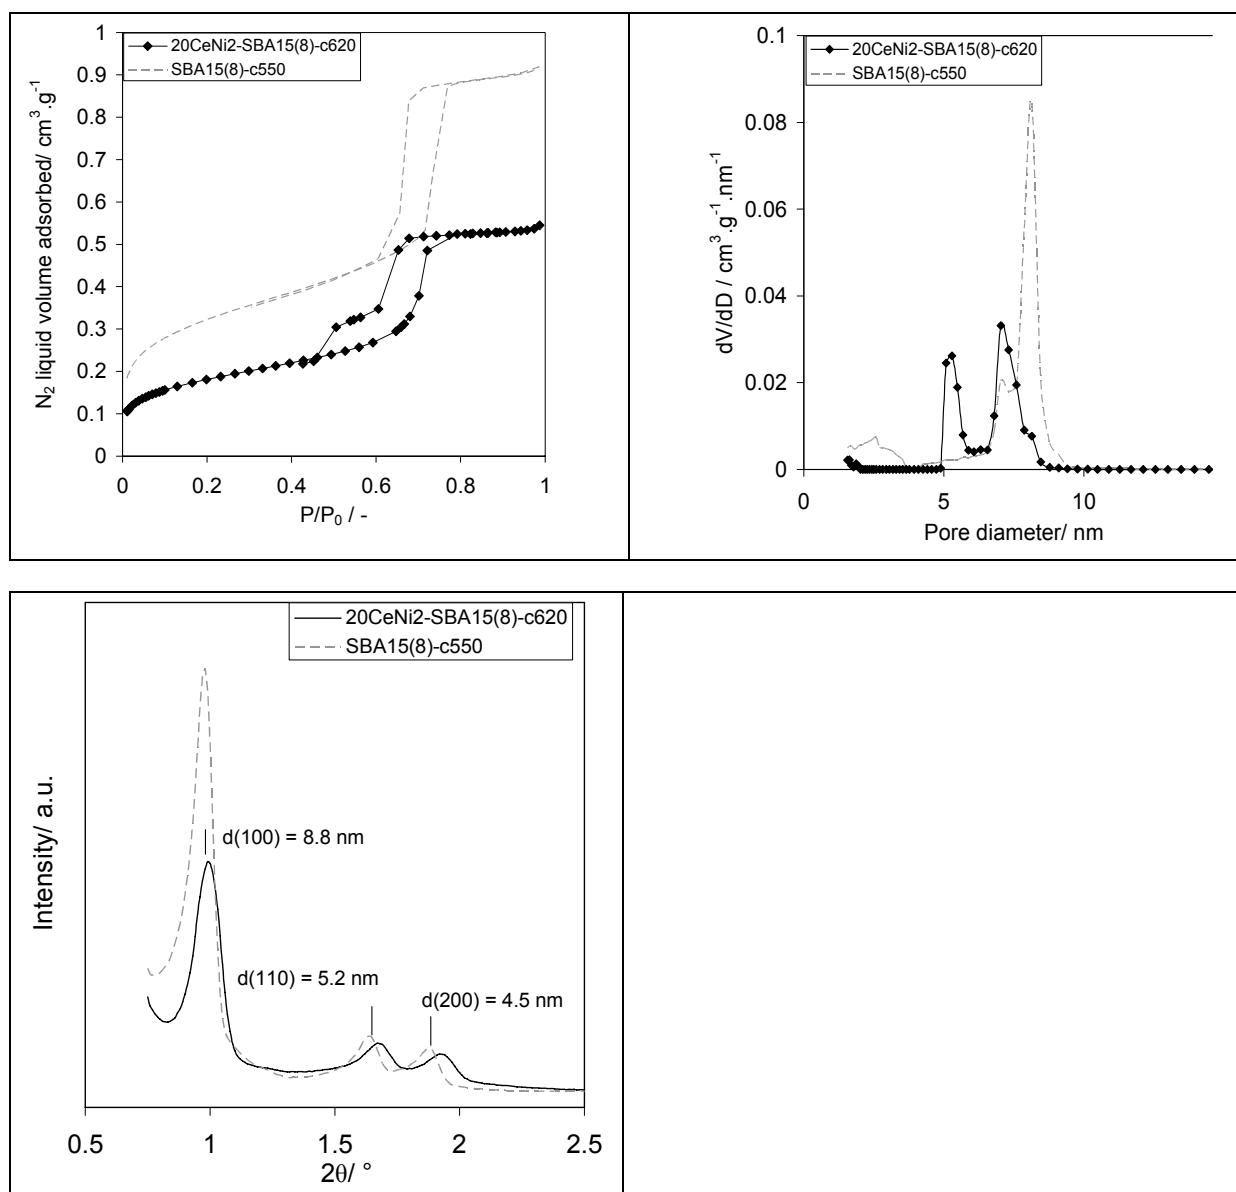 20CeNi2-SBA15(8)-c620
SBA15(8)-c550
N2 liquid volume adsorbed/ cm3.g-1
1
0.9
0.8
0.7
0.6
0.5
0.4
0.3
0.2
0.1
0
0 0.2 0.4 0.6 0.8 1
P/P0 / -
20CeNi2-SBA15(8)-c620
SBA15(8)-c550
dV/dD / cm3.g-1.nm-1
0.1
0.08
0.06
0.04
0.02
0
0 5 10
Pore diameter/ nm
20CeNi2-SBA15(8)-c620
SBA15(8)-c550
Intensity/ a.u.
d(100) = 8.8 nm
d(110) = 5.2 nm
d(200) = 4.5 nm
0.5 1 1.5 2 2.5
2θ/ °